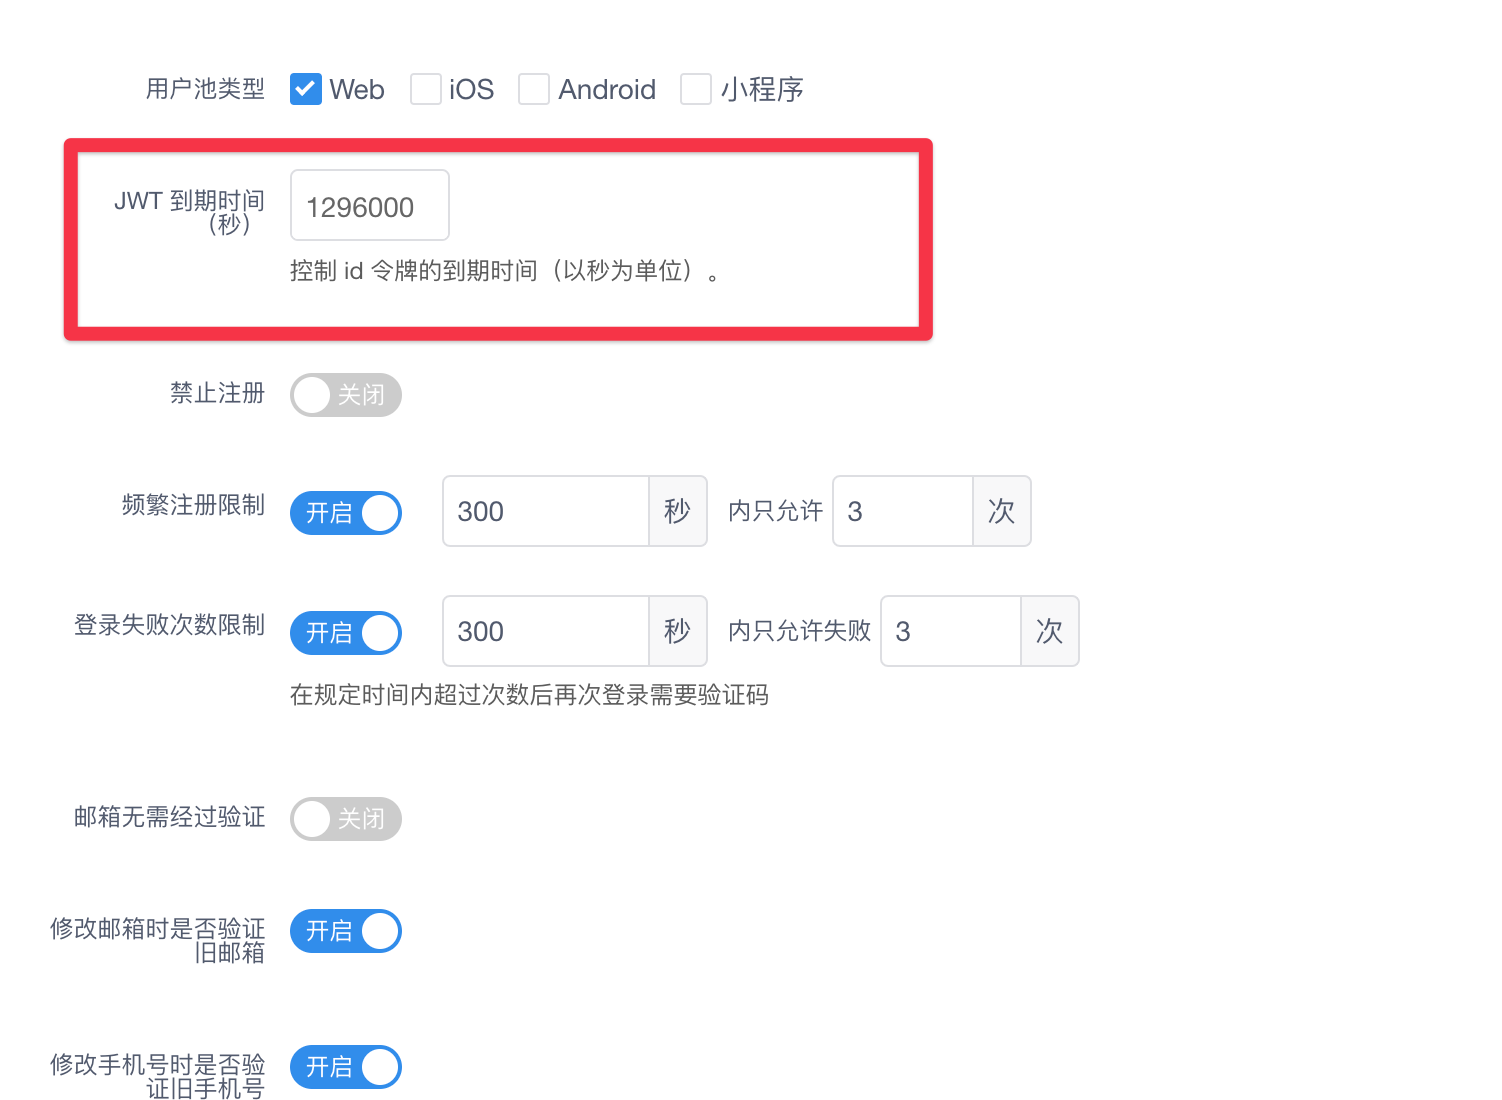 用户池类型 Web iOS Android 小程序
JWT 到期时间
（秒）
1296000
控制 id 令牌的到期时间（以秒为单位）。
禁止注册 关闭
频繁注册限制 开启 300 秒 内只允许 3 次
登录失败次数限制 开启 300 秒 内只允许失败 3 次
在规定时间内超过次数后再次登录需要验证码
邮箱无需经过验证 关闭
修改邮箱时是否验证
旧邮箱
开启
修改手机号时是否验
证旧手机号
开启